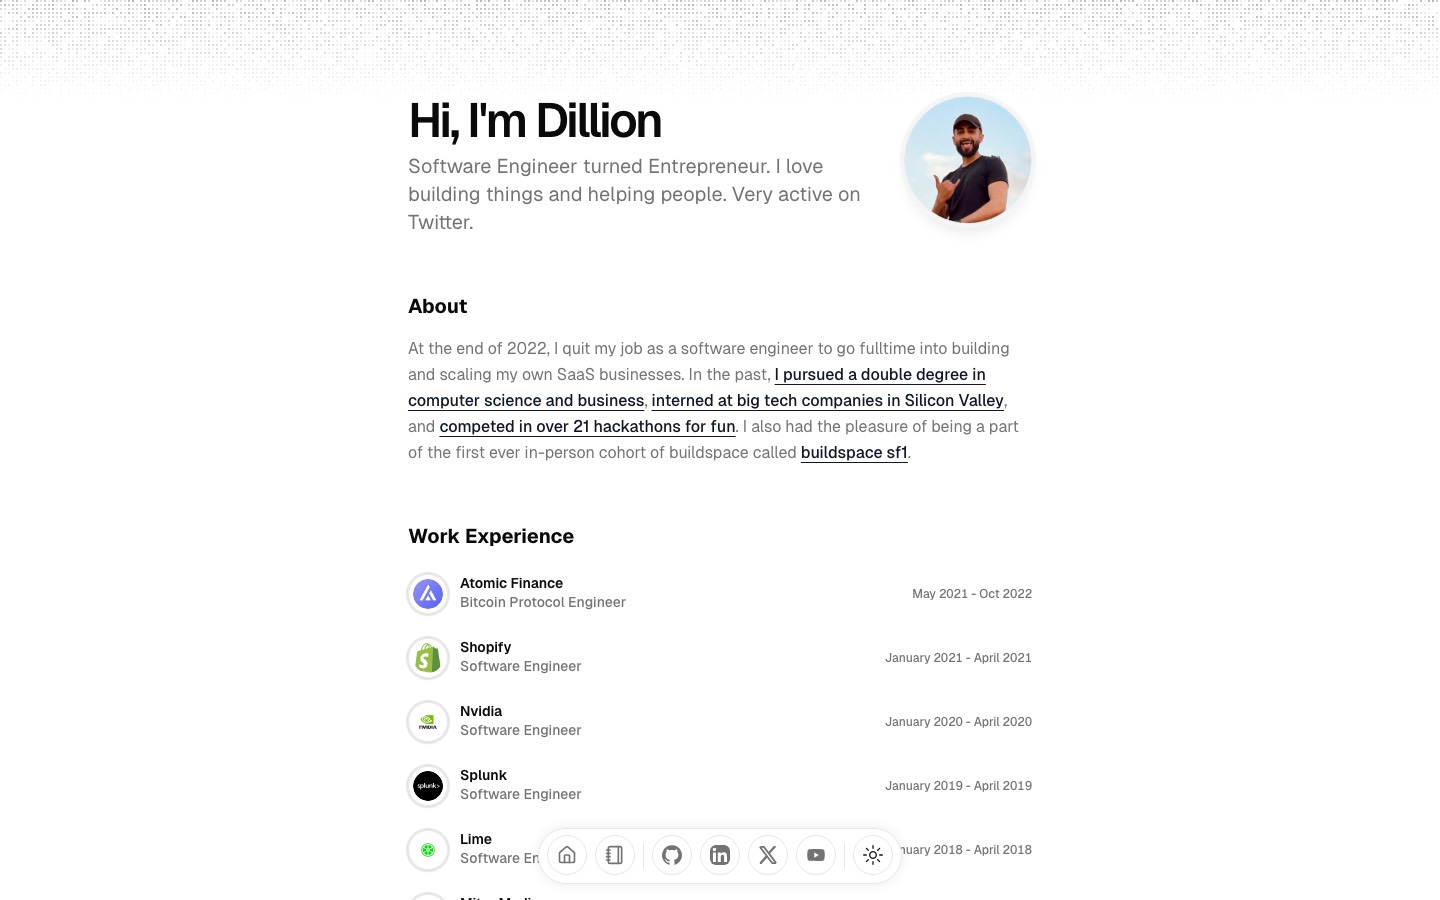 Hi, I'm Dillion
Software Engineer turned Entrepreneur. I love
building things and helping people. Very active on
Twitter.
About
At the end of 2022, I quit my job as a software engineer to go fulltime into building
and scaling my own SaaS businesses. In the past, I pursued a double degree in
computer science and business, interned at big tech companies in Silicon Valley,
and competed in over 21 hackathons for fun. I also had the pleasure of being a part
of the first ever in-person cohort of buildspace called buildspace sf1.
Work Experience
Atomic Finance
Bitcoin Protocol Engineer
May 2021 - Oct 2022
Shopify
Software Engineer
January 2021 - April 2021
NVIDIA
Nvidia
Software Engineer
January 2020 - April 2020
splunk>
Splunk
Software Engineer
January 2019 - April 2019
Lime
Software
2018 - April 2018